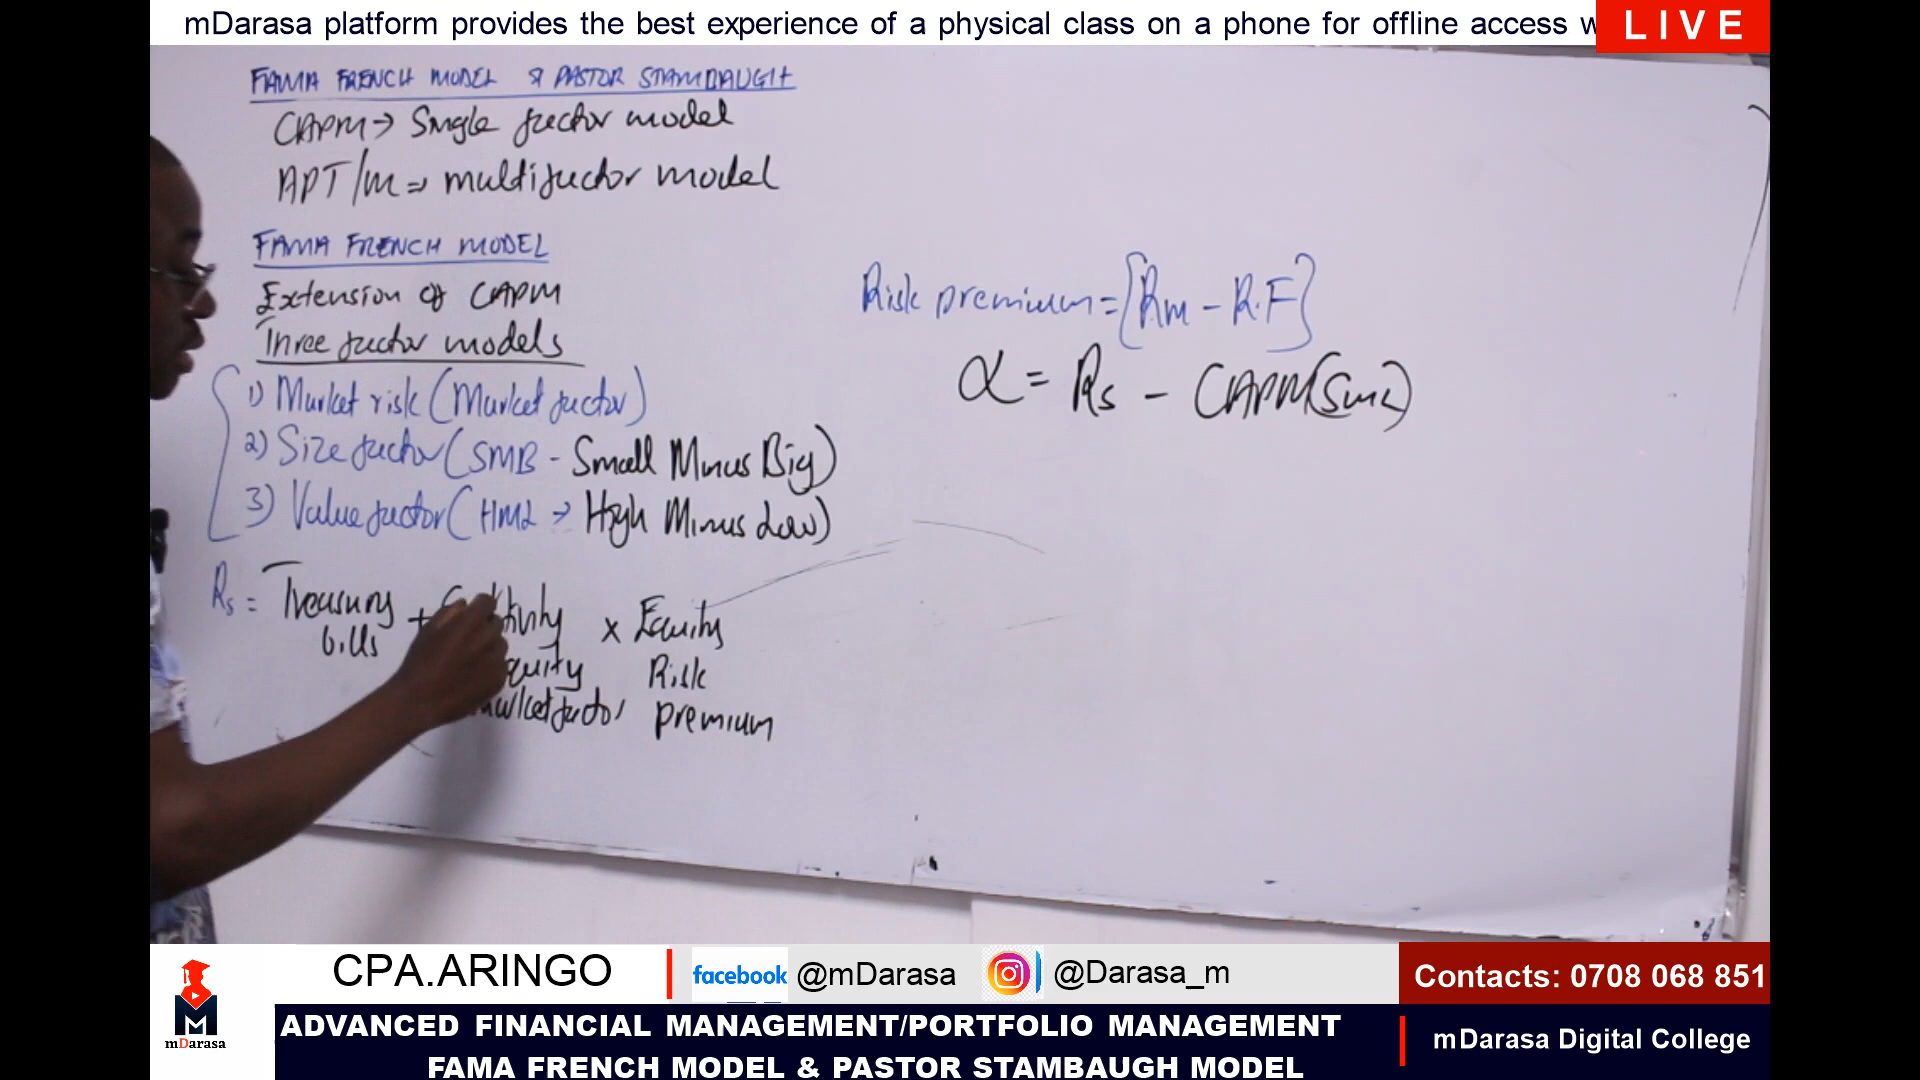 mDarasa platform provides the best experience of a physical class on a phone for offline access w
LIVE
FAMA FRENCH MODEL & PASTOR STAMBAUGH
CAPM → Single factor model
APT/M ⇒ multifactor model
FAMA FRENCH MODEL
Extension of CAPM
Three factor models
1) Market risk (Market factor)
2) Size factor (SMB - Small Minus Big)
3) Value factor (HML → High Minus Low)
Rs = Treasury + × Equity
bills Risk
premium
Risk premium = {Rm - R.F}
α = Rs - CAPM(SML)
CPA.ARINGO
facebook @mDarasa
@Darasa_m
Contacts: 0708 068 851
mDarasa
ADVANCED FINANCIAL MANAGEMENT/PORTFOLIO MANAGEMENT
FAMA FRENCH MODEL & PASTOR STAMBAUGH MODEL
mDarasa Digital College